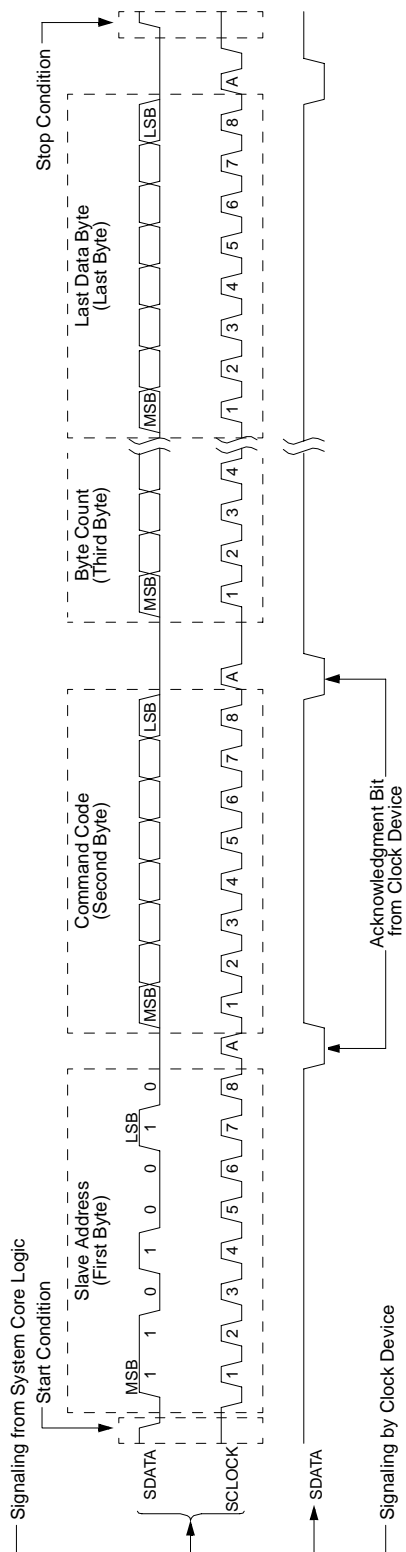 Signaling from System Core Logic
Start Condition
Stop Condition
Slave Address
(First Byte)
Command Code
(Second Byte)
Byte Count
(Third Byte)
Last Data Byte
(Last Byte)
MSB
LSB
SDATA
1 1 0 1 0 0 1 0
MSB LSB MSB MSB LSB
SCLOCK
1 2 3 4 5 6 7 8 A 1 2 3 4 5 6 7 8 A 1 2 3 4 1 2 3 4 5 6 7 8 A
SDATA
Acknowledgment Bit
from Clock Device
Signaling by Clock Device